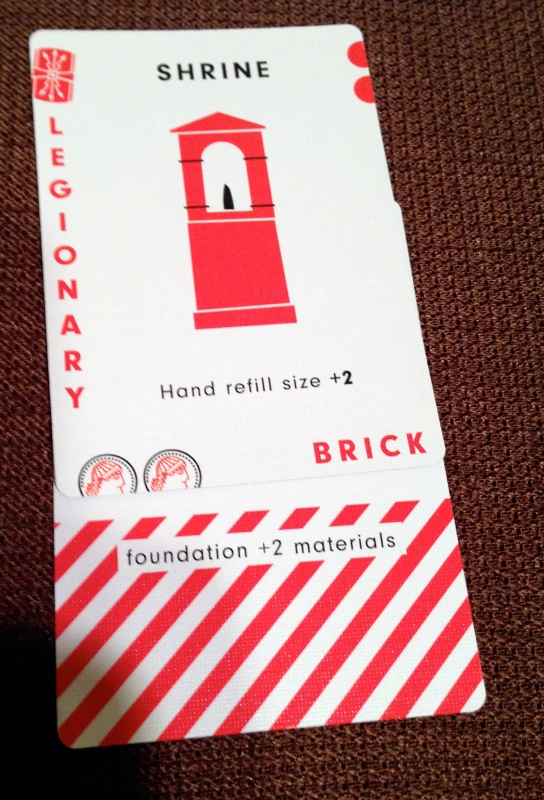 SHRINE
LEGIONARY
Hand refill size +2
BRICK
foundation +2 materials